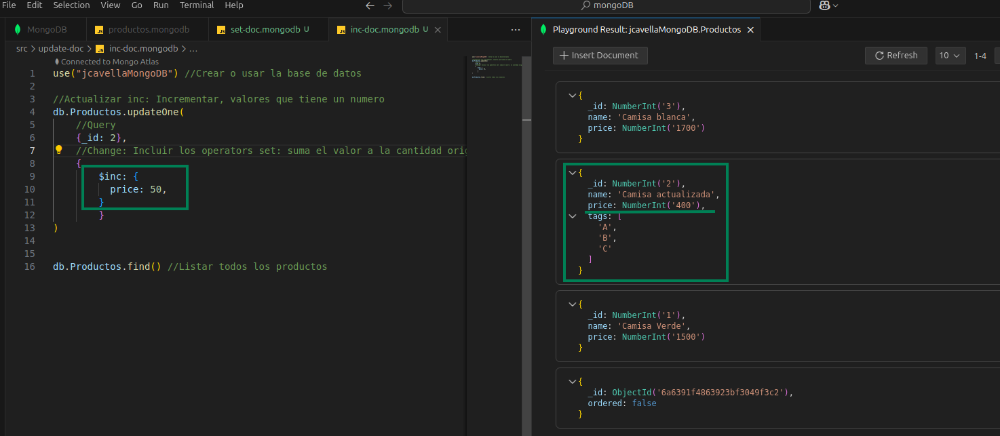 File Edit Selection View Go Run Terminal Help
mongoDB
MongoDB
productos.mongodb
set-doc.mongodb U
inc-doc.mongodb U
src > update-doc > inc-doc.mongodb > ...
Connected to Mongo Atlas
1 use("jcavellaMongoDB") //Crear o usar la base de datos
2
3 //Actualizar inc: Incrementar, valores que tiene un numero
4 db.Productos.updateOne(
5 //Query
6 {_id: 2},
7 //Change: Incluir los operators set: suma el valor a la cantidad
8 {
9 $inc: {
10 price: 50,
11 }
12 }
13 )
14
15
16 db.Productos.find() //Listar todos los productos
Playground Result: jcavellaMongoDB.Productos
Insert Document
Refresh
10
1-4
{
_id: NumberInt('3'),
name: 'Camisa blanca',
price: NumberInt('1700')
}
{
_id: NumberInt('2'),
name: 'Camisa actualizada',
price: NumberInt('400'),
tags: [
'A',
'B',
'C'
]
}
{
_id: NumberInt('1'),
name: 'Camisa Verde',
price: NumberInt('1500')
}
{
_id: ObjectId('6a6391f4863923bf3049f3c2'),
ordered: false
}